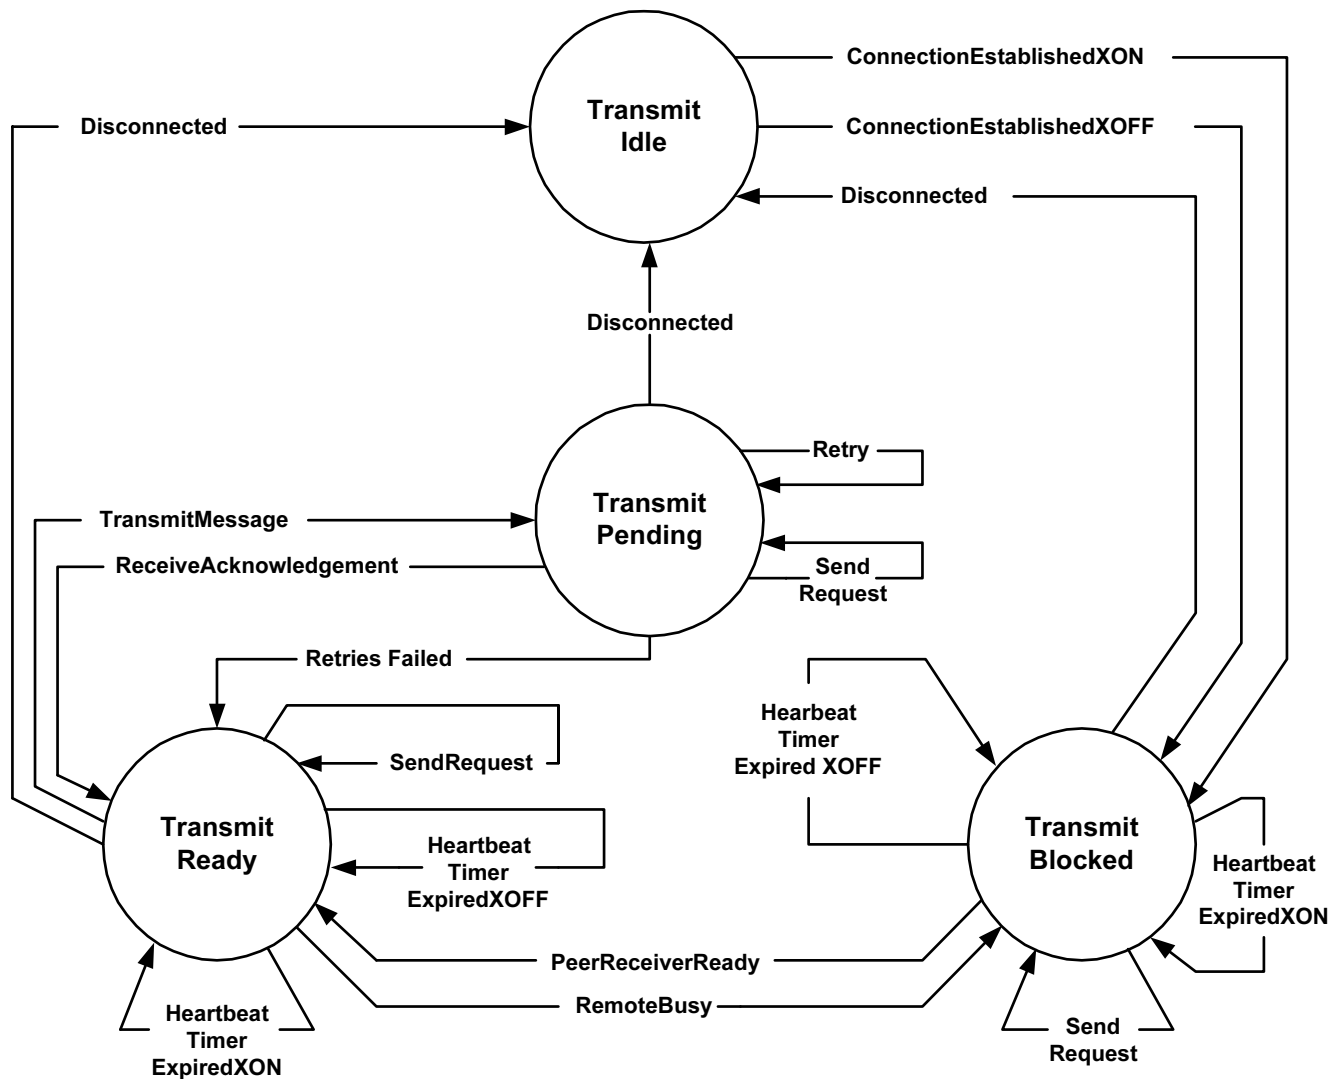 Transmit
Idle
ConnectionEstablishedXON
Disconnected
ConnectionEstablishedXOFF
Disconnected
Disconnected
Transmit
Pending
Retry
TransmitMessage
ReceiveAcknowledgement
Send
Request
Retries Failed
SendRequest
Hearbeat
Timer
Expired XOFF
Transmit
Ready
Heartbeat
Timer
ExpiredXOFF
Transmit
Blocked
Heartbeat
Timer
ExpiredXON
PeerReceiverReady
RemoteBusy
Heartbeat
Timer
ExpiredXON
Send
Request